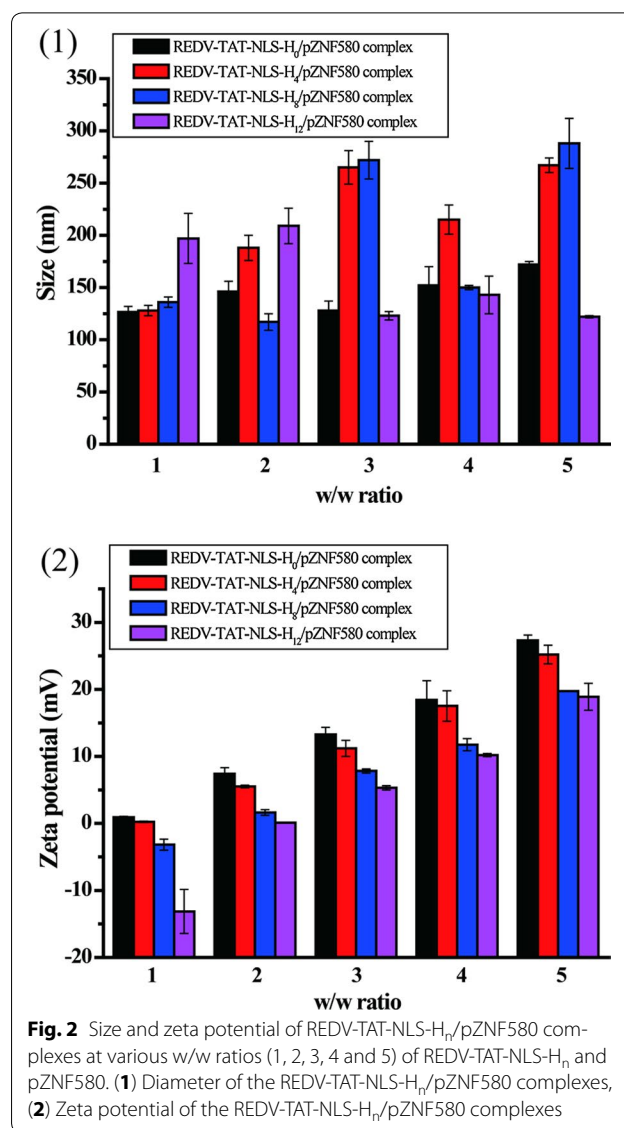 (1)
REDV-TAT-NLS-H₀/pZNF580 complex
REDV-TAT-NLS-H₄/pZNF580 complex
REDV-TAT-NLS-H₈/pZNF580 complex
REDV-TAT-NLS-H₁₂/pZNF580 complex
350
300
250
200
150
100
50
0
Size (nm)
1 2 3 4 5
w/w ratio
(2)
REDV-TAT-NLS-H₀/pZNF580 complex
REDV-TAT-NLS-H₄/pZNF580 complex
REDV-TAT-NLS-H₈/pZNF580 complex
REDV-TAT-NLS-H₁₂/pZNF580 complex
30
20
10
0
-10
-20
Zeta potential (mV)
1 2 3 4 5
w/w ratio
Fig. 2 Size and zeta potential of REDV-TAT-NLS-Hₙ/pZNF580 com-
plexes at various w/w ratios (1, 2, 3, 4 and 5) of REDV-TAT-NLS-Hₙ and
pZNF580. (1) Diameter of the REDV-TAT-NLS-Hₙ/pZNF580 complexes,
(2) Zeta potential of the REDV-TAT-NLS-Hₙ/pZNF580 complexes